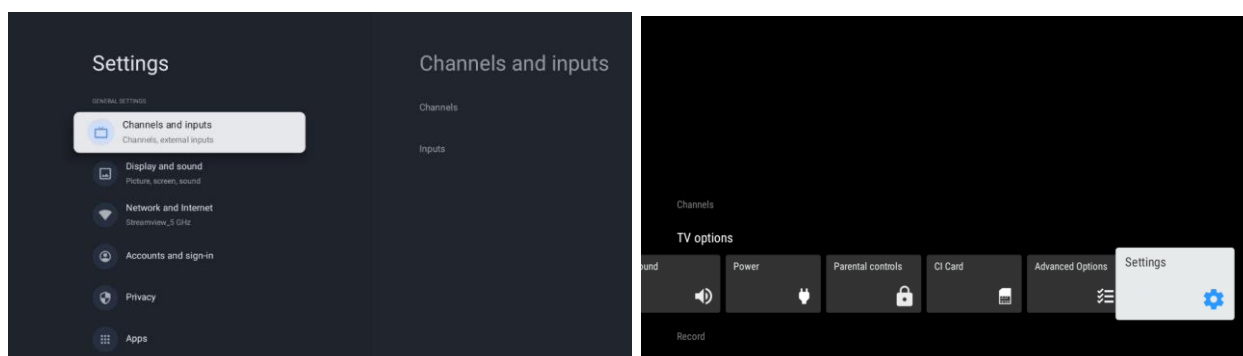 Settings
GENERAL SETTINGS
Channels and inputs
Channels, external inputs
Display and sound
Picture, screen, sound
Network and Internet
Streamview_5 GHz
Accounts and sign-in
Privacy
Apps
Channels and inputs
Channels
Inputs
Channels
TV options
ound
Power
Parental controls
CI Card
Advanced Options
Settings
Record